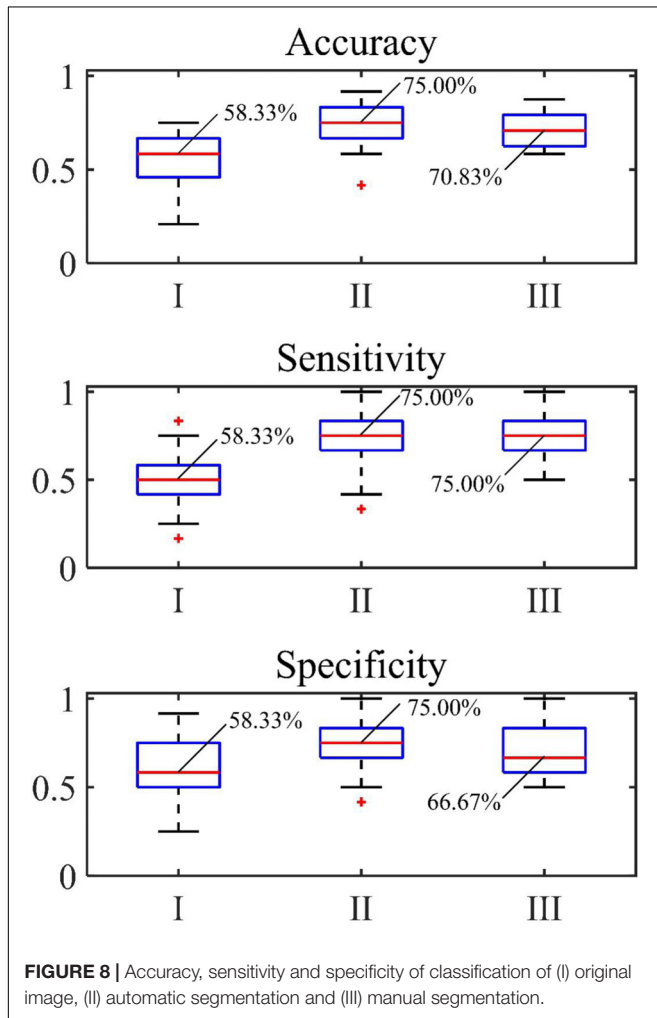 Accuracy
1
75.00%
58.33%
0.5
70.83%
0
I II III
Sensitivity
1
75.00%
58.33%
0.5
75.00%
0
I II III
Specificity
1
75.00%
58.33%
0.5
66.67%
0
I II III
FIGURE 8 | Accuracy, sensitivity and specificity of classification of (I) original
image, (II) automatic segmentation and (III) manual segmentation.